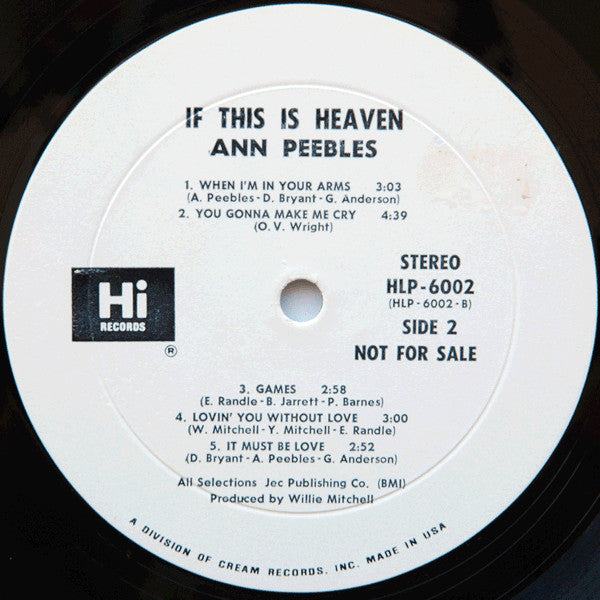 IF THIS IS HEAVEN
ANN PEEBLES
1. WHEN I'M IN YOUR ARMS 3:03
(A. Peebles-D. Bryant-G. Anderson)
2. YOU GONNA MAKE ME CRY 4:39
(O. V. Wright)
Hi
RECORDS
®
STEREO
HLP-6002
(HLP-6002-B)
SIDE 2
NOT FOR SALE
3. GAMES 2:58
(E. Randle-B. Jarrett-P. Barnes)
4. LOVIN' YOU WITHOUT LOVE 3:00
(W. Mitchell-Y. Mitchell-E. Randle)
5. IT MUST BE LOVE 2:52
(D. Bryant-A. Peebles-G. Anderson)
All Selections Jec Publishing Co. (BMI)
Produced by Willie Mitchell
A DIVISION OF CREAM RECORDS, INC. MADE IN USA